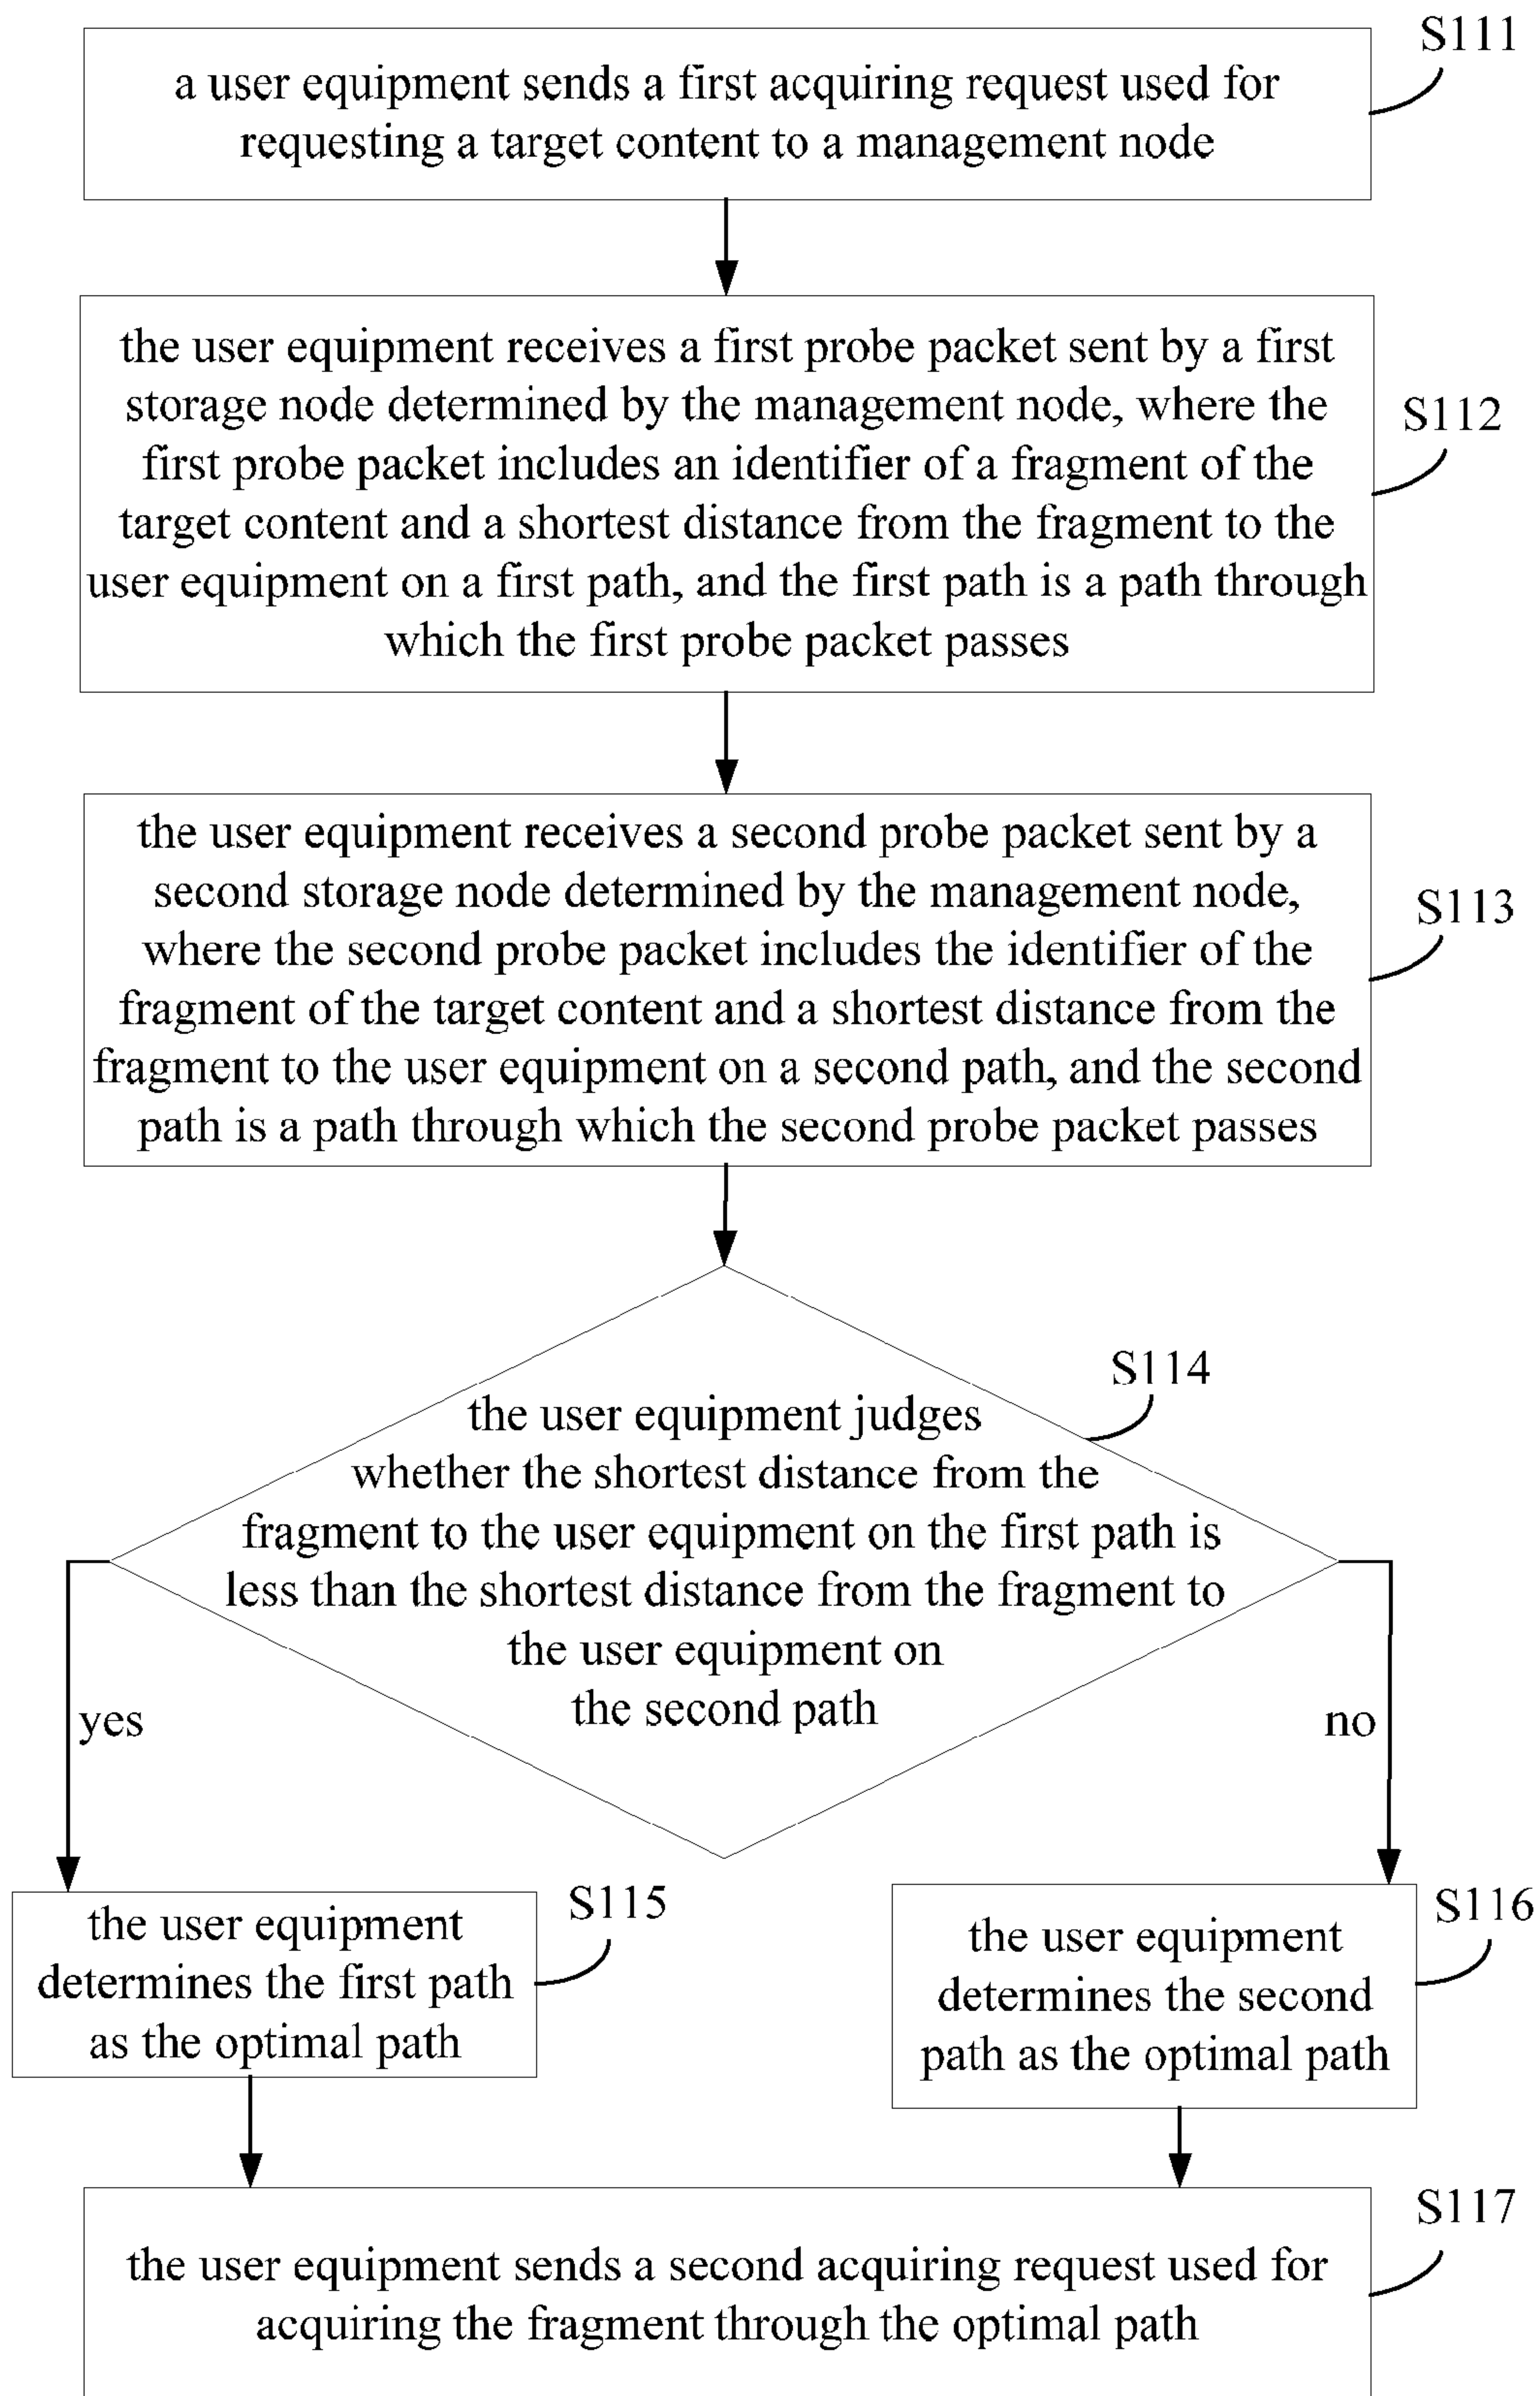 S111
a user equipment sends a first acquiring request used for
requesting a target content to a management node
the user equipment receives a first probe packet sent by a first
storage node determined by the management node, where the
first probe packet includes an identifier of a fragment of the
target content and a shortest distance from the fragment to the
user equipment on a first path, and the first path is a path through
which the first probe packet passes
S112
the user equipment receives a second probe packet sent by a
second storage node determined by the management node,
where the second probe packet includes the identifier of the
fragment of the target content and a shortest distance from the
fragment to the user equipment on a second path, and the second
path is a path through which the second probe packet passes
S113
S114
the user equipment judges
whether the shortest distance from the
fragment to the user equipment on the first path is
less than the shortest distance from the fragment to
the user equipment on
the second path
yes
no
the user equipment
determines the first path
as the optimal path
S115
the user equipment
determines the second
path as the optimal path
S116
S117
the user equipment sends a second acquiring request used for
acquiring the fragment through the optimal path